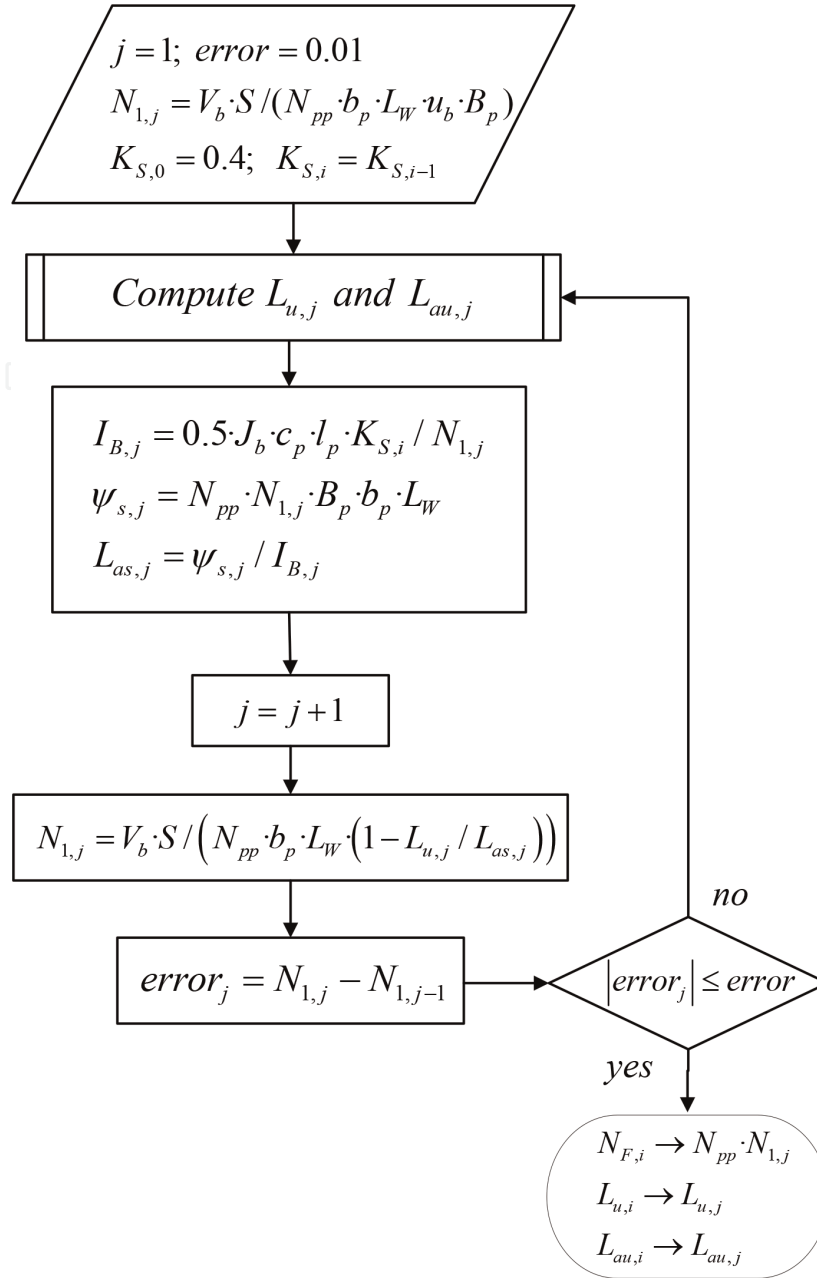 j = 1; error = 0.01
N_{1,j} = V_b·S/(N_{pp}·b_p·L_W·u_b·B_p)
K_{S,0} = 0.4; K_{S,i} = K_{S,i−1}
Compute L_{u,j} and L_{au,j}
I_{B,j} = 0.5·J_b·c_p·l_p·K_{S,i} / N_{1,j}
ψ_{s,j} = N_{pp}·N_{1,j}·B_p·b_p·L_W
L_{as,j} = ψ_{s,j} / I_{B,j}
j = j+1
N_{1,j} = V_b·S/(N_{pp}·b_p·L_W·(1−L_{u,j} / L_{as,j}))
error_j = N_{1,j} − N_{1,j−1}
no
|error_j| ≤ error
yes
N_{F,i} → N_{pp}·N_{1,j}
L_{u,i} → L_{u,j}
L_{au,i} → L_{au,j}